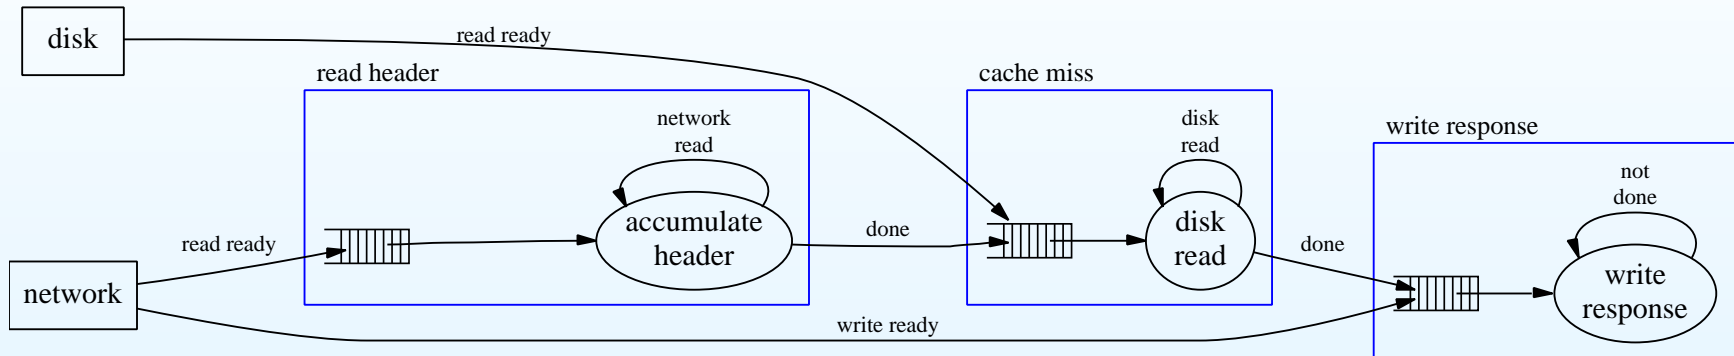 disk
read ready
read header
cache miss
write response
network
read
disk
read
not
done
accumulate
header
disk
read
done
done
read ready
network
write
response
write ready